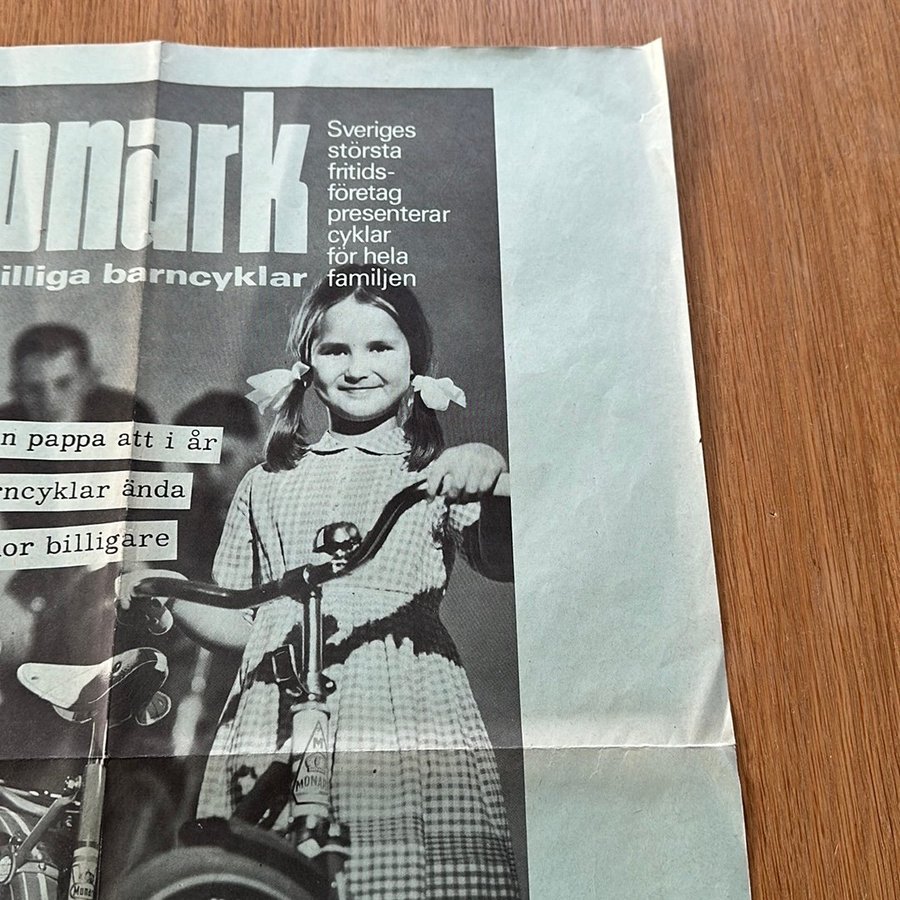 onark
illiga barncyklar
Sveriges
största
fritids-
företag
presenterar
cyklar
för hela
familjen
n pappa att i år
rncyklar ända
or billigare
M
MONAR